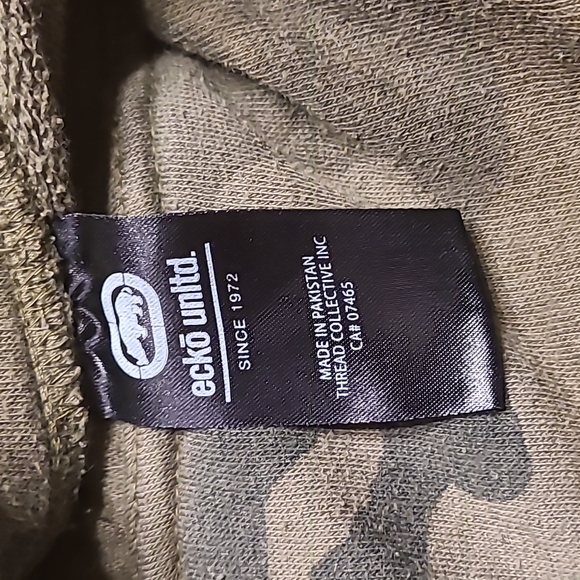 eckō unltd.
SINCE 1972
MADE IN PAKISTAN
THREAD COLLECTIVE INC
CA# 07465